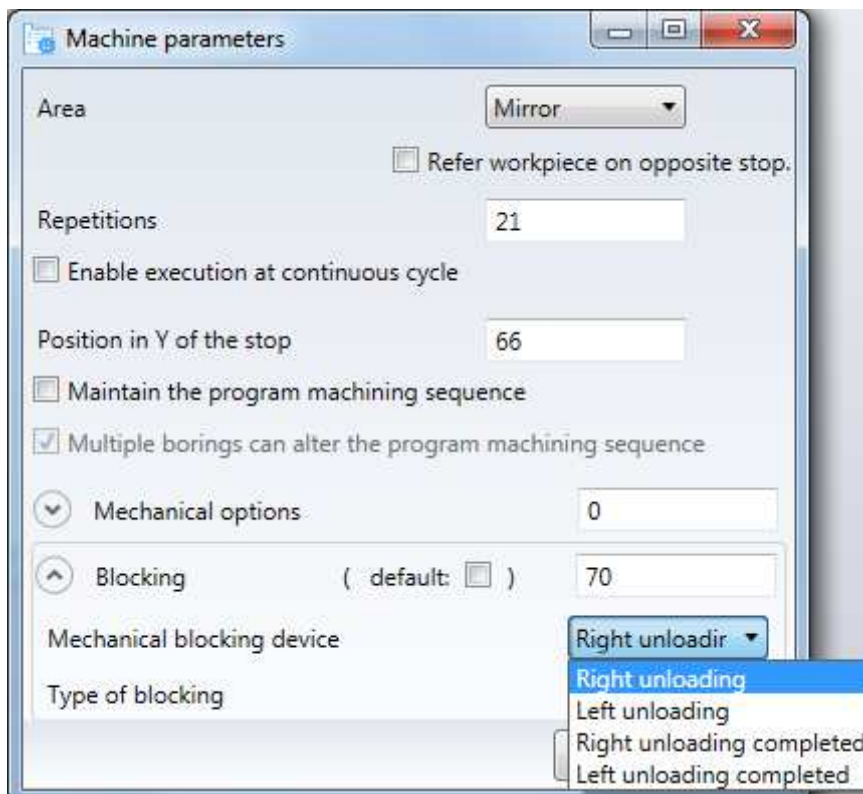 Machine parameters
Area Mirror
Refer workpiece on opposite stop.
Repetitions 21
Enable execution at continuous cycle
Position in Y of the stop 66
Maintain the program machining sequence
Multiple borings can alter the program machining sequence
Mechanical options 0
Blocking ( default: ) 70
Mechanical blocking device Right unloadir
Right unloading
Type of blocking
Left unloading
Right unloading completed
Left unloading completed